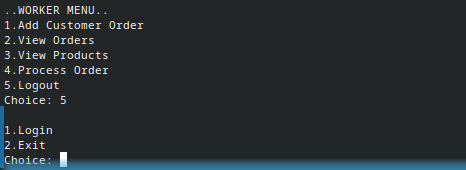 ..WORKER MENU..
1.Add Customer Order
2.View Orders
3.View Products
4.Process Order
5.Logout
Choice: 5
1.Login
2.Exit
Choice: